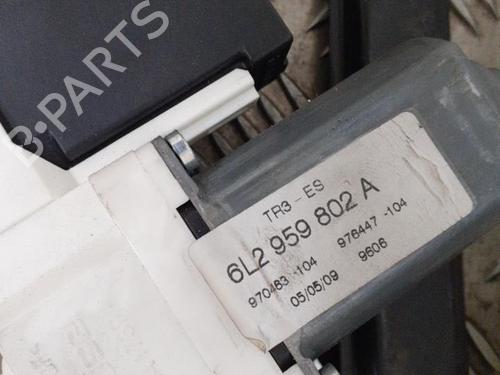 B-PARTS
TR3-ES
6L2 959 802 A
970463-104 976447-104
05/05/09 9606